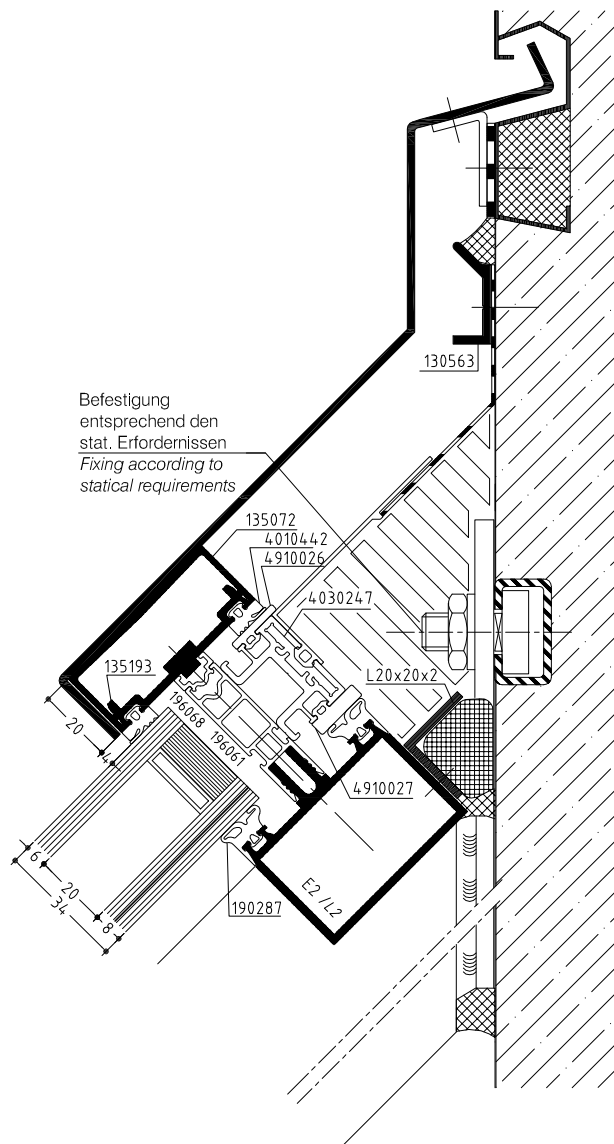 130563
Befestigung
entsprechend den
stat. Erfordernissen
Fixing according to
statical requirements
135072
4010442
4910026
4030247
135193
L20x20x2
196068
196061
20
4
4910027
6
20
34
8
190287
E2 /L2